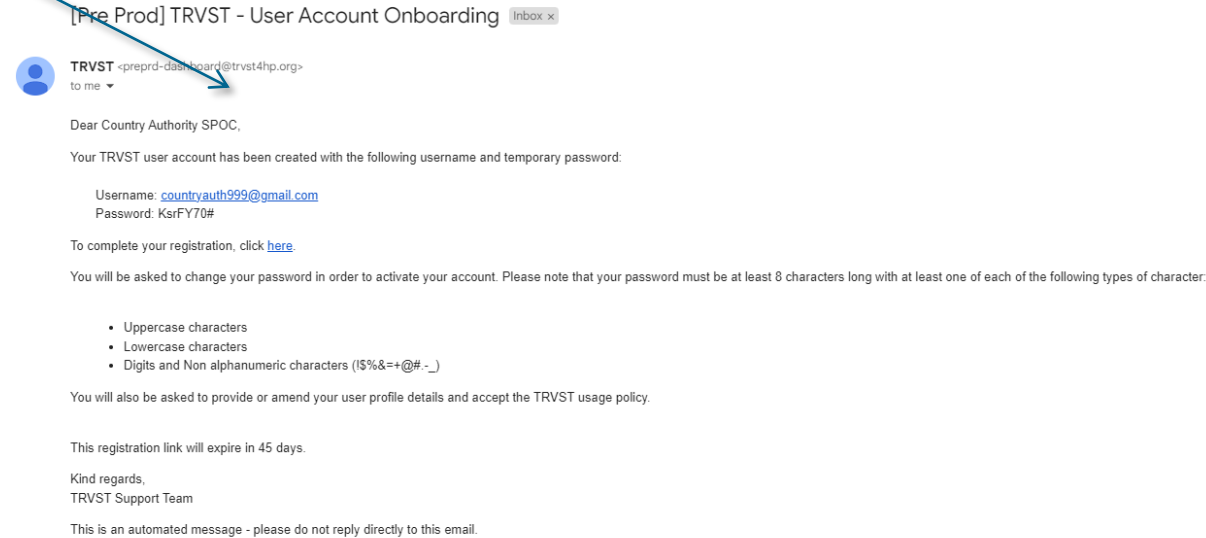 [Pre Prod] TRVST - User Account Onboarding Inbox ×
TRVST <preprd-dashboard@trvst4hp.org>
to me
Dear Country Authority SPOC,
Your TRVST user account has been created with the following username and temporary password:
Username: countryauth999@gmail.com
Password: KsrFY70#
To complete your registration, click here.
You will be asked to change your password in order to activate your account. Please note that your password must be at least 8 characters long with at least one of each of the following types of character:
• Uppercase characters
• Lowercase characters
• Digits and Non alphanumeric characters (!$%&=+@#.-_)
You will also be asked to provide or amend your user profile details and accept the TRVST usage policy.
This registration link will expire in 45 days.
Kind regards,
TRVST Support Team
This is an automated message - please do not reply directly to this email.